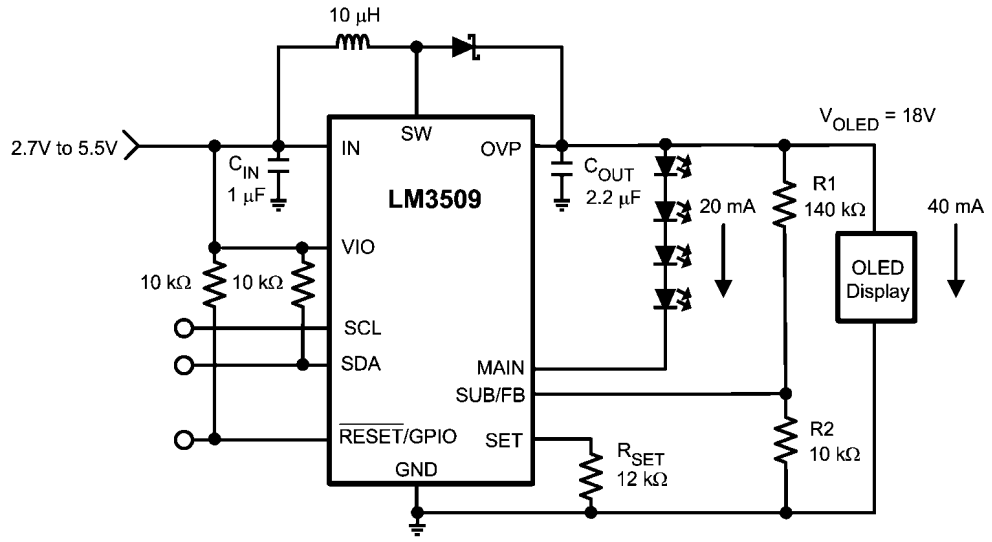 10 μH
2.7V to 5.5V
IN
SW
OVP
V_OLED = 18V
C_IN
1 μF
LM3509
C_OUT
2.2 μF
20 mA
R1
140 kΩ
40 mA
OLED
Display
VIO
10 kΩ
10 kΩ
SCL
SDA
MAIN
SUB/FB
RESET/GPIO
SET
GND
R_SET
12 kΩ
R2
10 kΩ